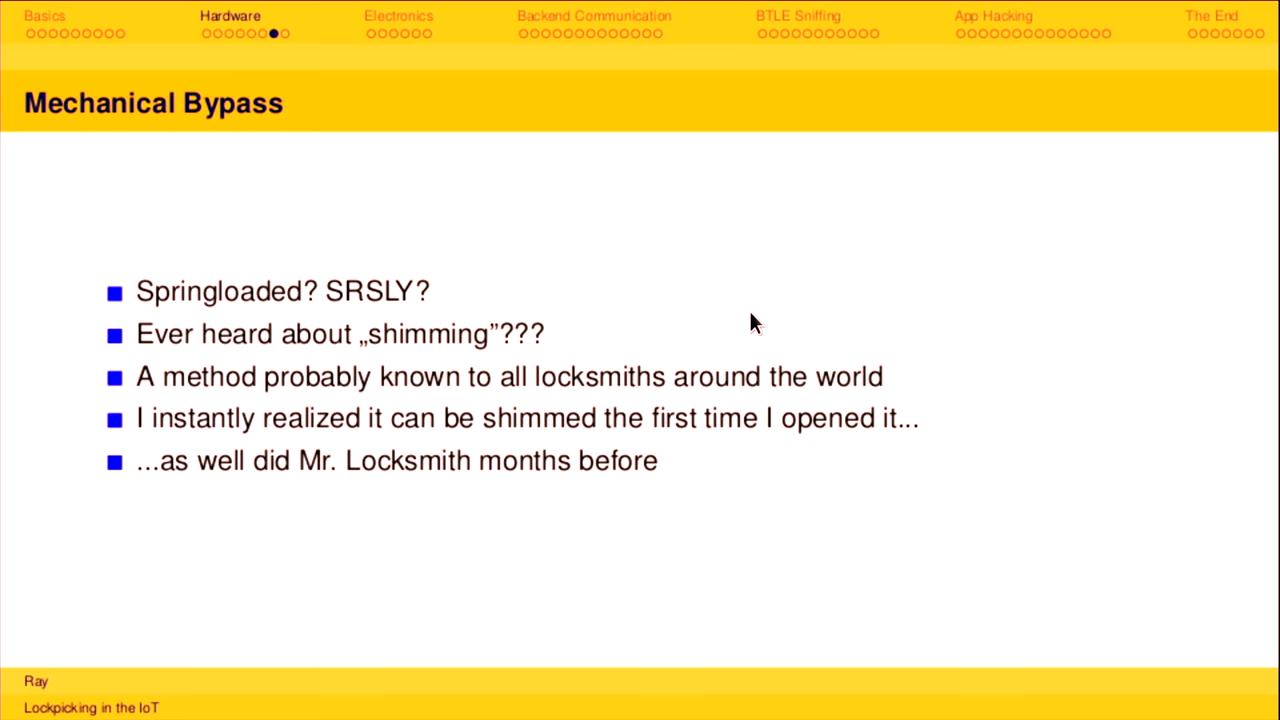 Basics
Hardware
Electronics
Backend Communication
BTLE Sniffing
App Hacking
The End
Mechanical Bypass
Springloaded? SRSLY?
Ever heard about „shimming”???
A method probably known to all locksmiths around the world
I instantly realized it can be shimmed the first time I opened it...
...as well did Mr. Locksmith months before
Ray
Lockpicking in the IoT